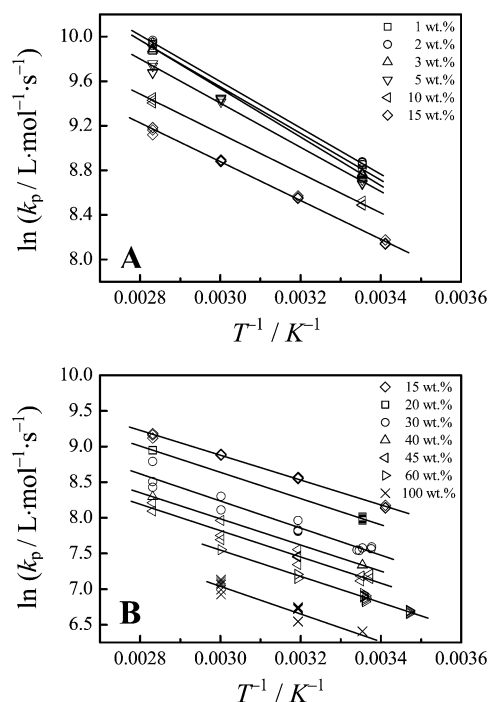 10.0
9.6
9.2
8.8
8.4
8.0
ln (kₚ / L·mol⁻¹·s⁻¹)
1 wt.%
2 wt.%
3 wt.%
5 wt.%
10 wt.%
15 wt.%
A
0.0028 0.0030 0.0032 0.0034 0.0036
T⁻¹ / K⁻¹
10.0
9.5
9.0
8.5
8.0
7.5
7.0
6.5
ln (kₚ / L·mol⁻¹·s⁻¹)
15 wt.%
20 wt.%
30 wt.%
40 wt.%
45 wt.%
60 wt.%
100 wt.%
B
0.0028 0.0030 0.0032 0.0034 0.0036
T⁻¹ / K⁻¹